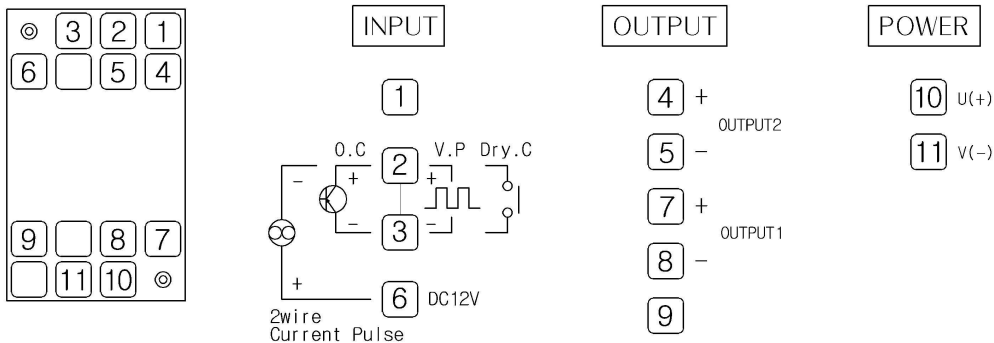 3 2 1
6 5 4
9 8 7
11 10
INPUT
1
O.C 2 V.P Dry.C
- + +
- 3 -
+
6 DC12V
2wire
Current Pulse
OUTPUT
4 +
OUTPUT2
5 -
7 +
OUTPUT1
8 -
9
POWER
10 U(+)
11 V(-)